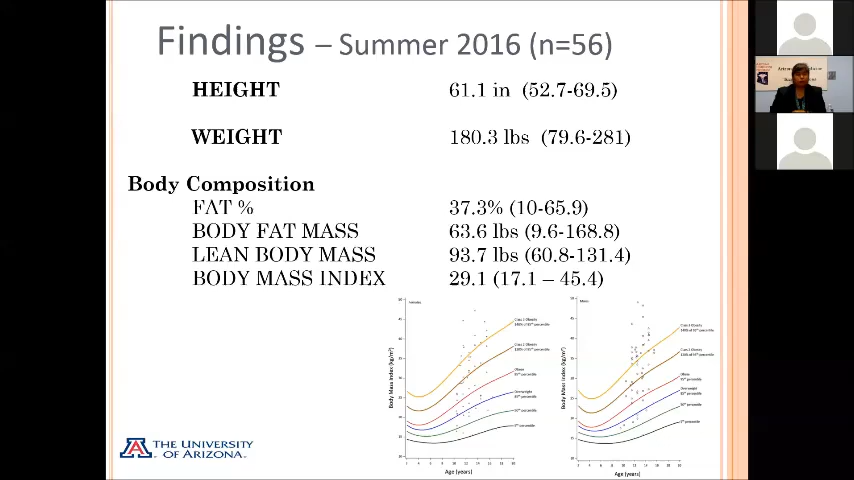 Findings – Summer 2016 (n=56)
HEIGHT 61.1 in (52.7-69.5)
WEIGHT 180.3 lbs (79.6-281)
Body Composition
FAT % 37.3% (10-65.9)
BODY FAT MASS 63.6 lbs (9.6-168.8)
LEAN BODY MASS 93.7 lbs (60.8-131.4)
BODY MASS INDEX 29.1 (17.1 – 45.4)
Body Mass Index (kg/m²)
Age (years)
Body Mass Index (kg/m²)
Age (years)
THE UNIVERSITY
OF ARIZONA